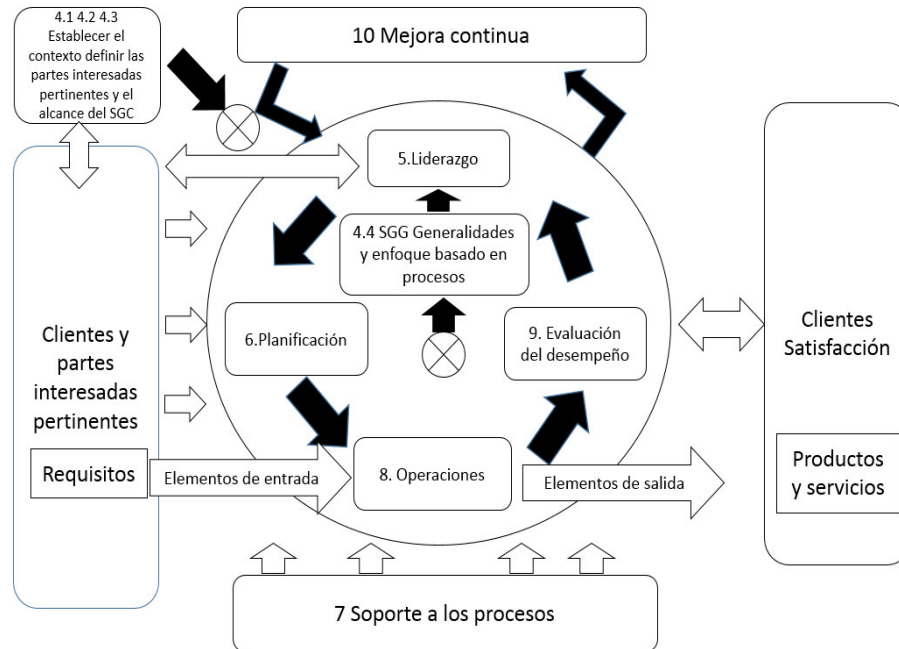 4.1 4.2 4.3
Establecer el
contexto definir las
partes interesadas
pertinentes y el
alcance del SGC
10 Mejora continua
5.Liderazgo
4.4 SGG Generalidades
y enfoque basado en
procesos
6.Planificación
9. Evaluación
del desempeño
Clientes y
partes
interesadas
pertinentes
Clientes
Satisfacción
Requisitos
Elementos de entrada
8. Operaciones
Elementos de salida
Productos
y servicios
7 Soporte a los procesos